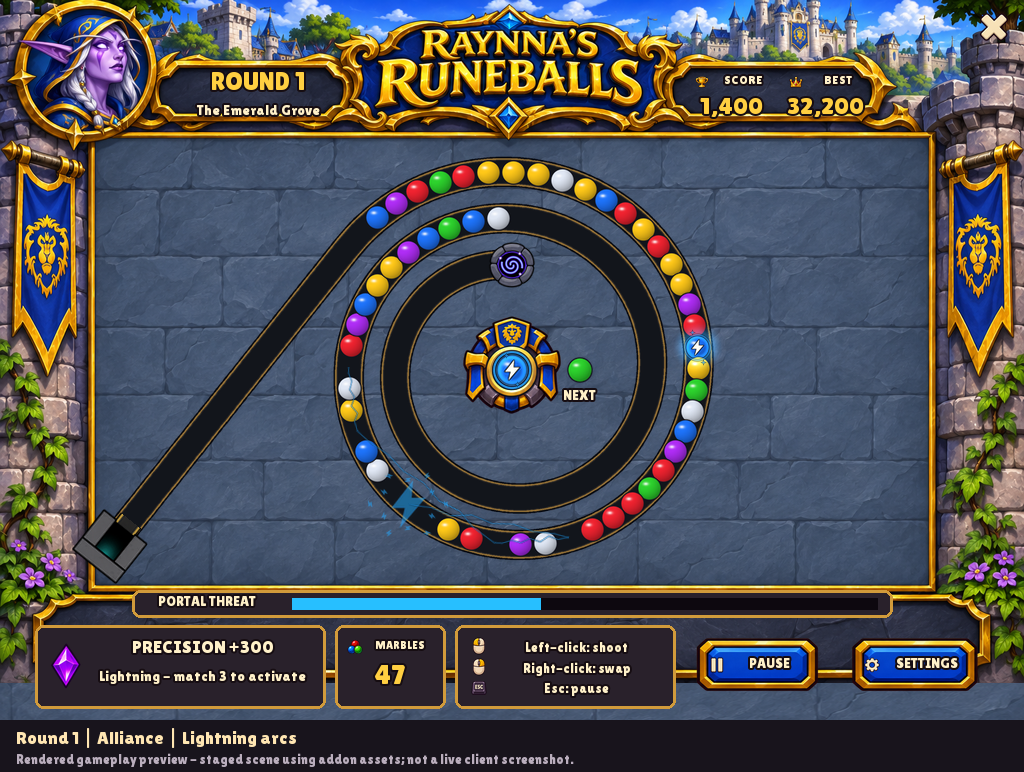 RAYNNA'S
RUNEBALLS
ROUND 1
The Emerald Grove
SCORE
BEST
1,400
32,200
NEXT
PORTAL THREAT
PRECISION +300
Lightning – match 3 to activate
MARBLES
47
Left-click: shoot
Right-click: swap
ESC
Esc: pause
PAUSE
SETTINGS
Round 1 | Alliance | Lightning arcs
Rendered gameplay preview – staged scene using addon assets; not a live client screenshot.